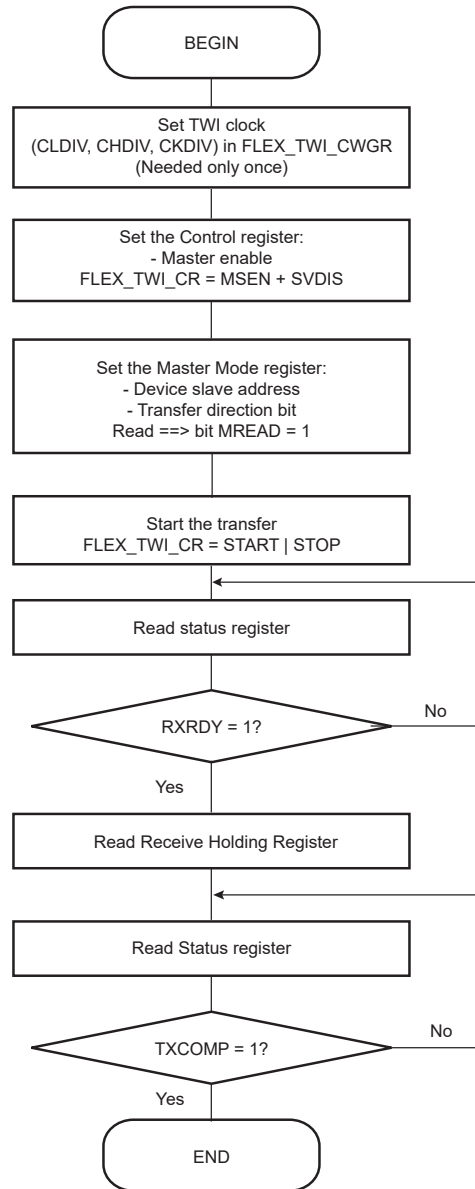 BEGIN
Set TWI clock
(CLDIV, CHDIV, CKDIV) in FLEX_TWI_CWGR
(Needed only once)
Set the Control register:
- Master enable
FLEX_TWI_CR = MSEN + SVDIS
Set the Master Mode register:
- Device slave address
- Transfer direction bit
Read ==> bit MREAD = 1
Start the transfer
FLEX_TWI_CR = START | STOP
Read status register
RXRDY = 1?
No
Yes
Read Receive Holding Register
Read Status register
TXCOMP = 1?
No
Yes
END